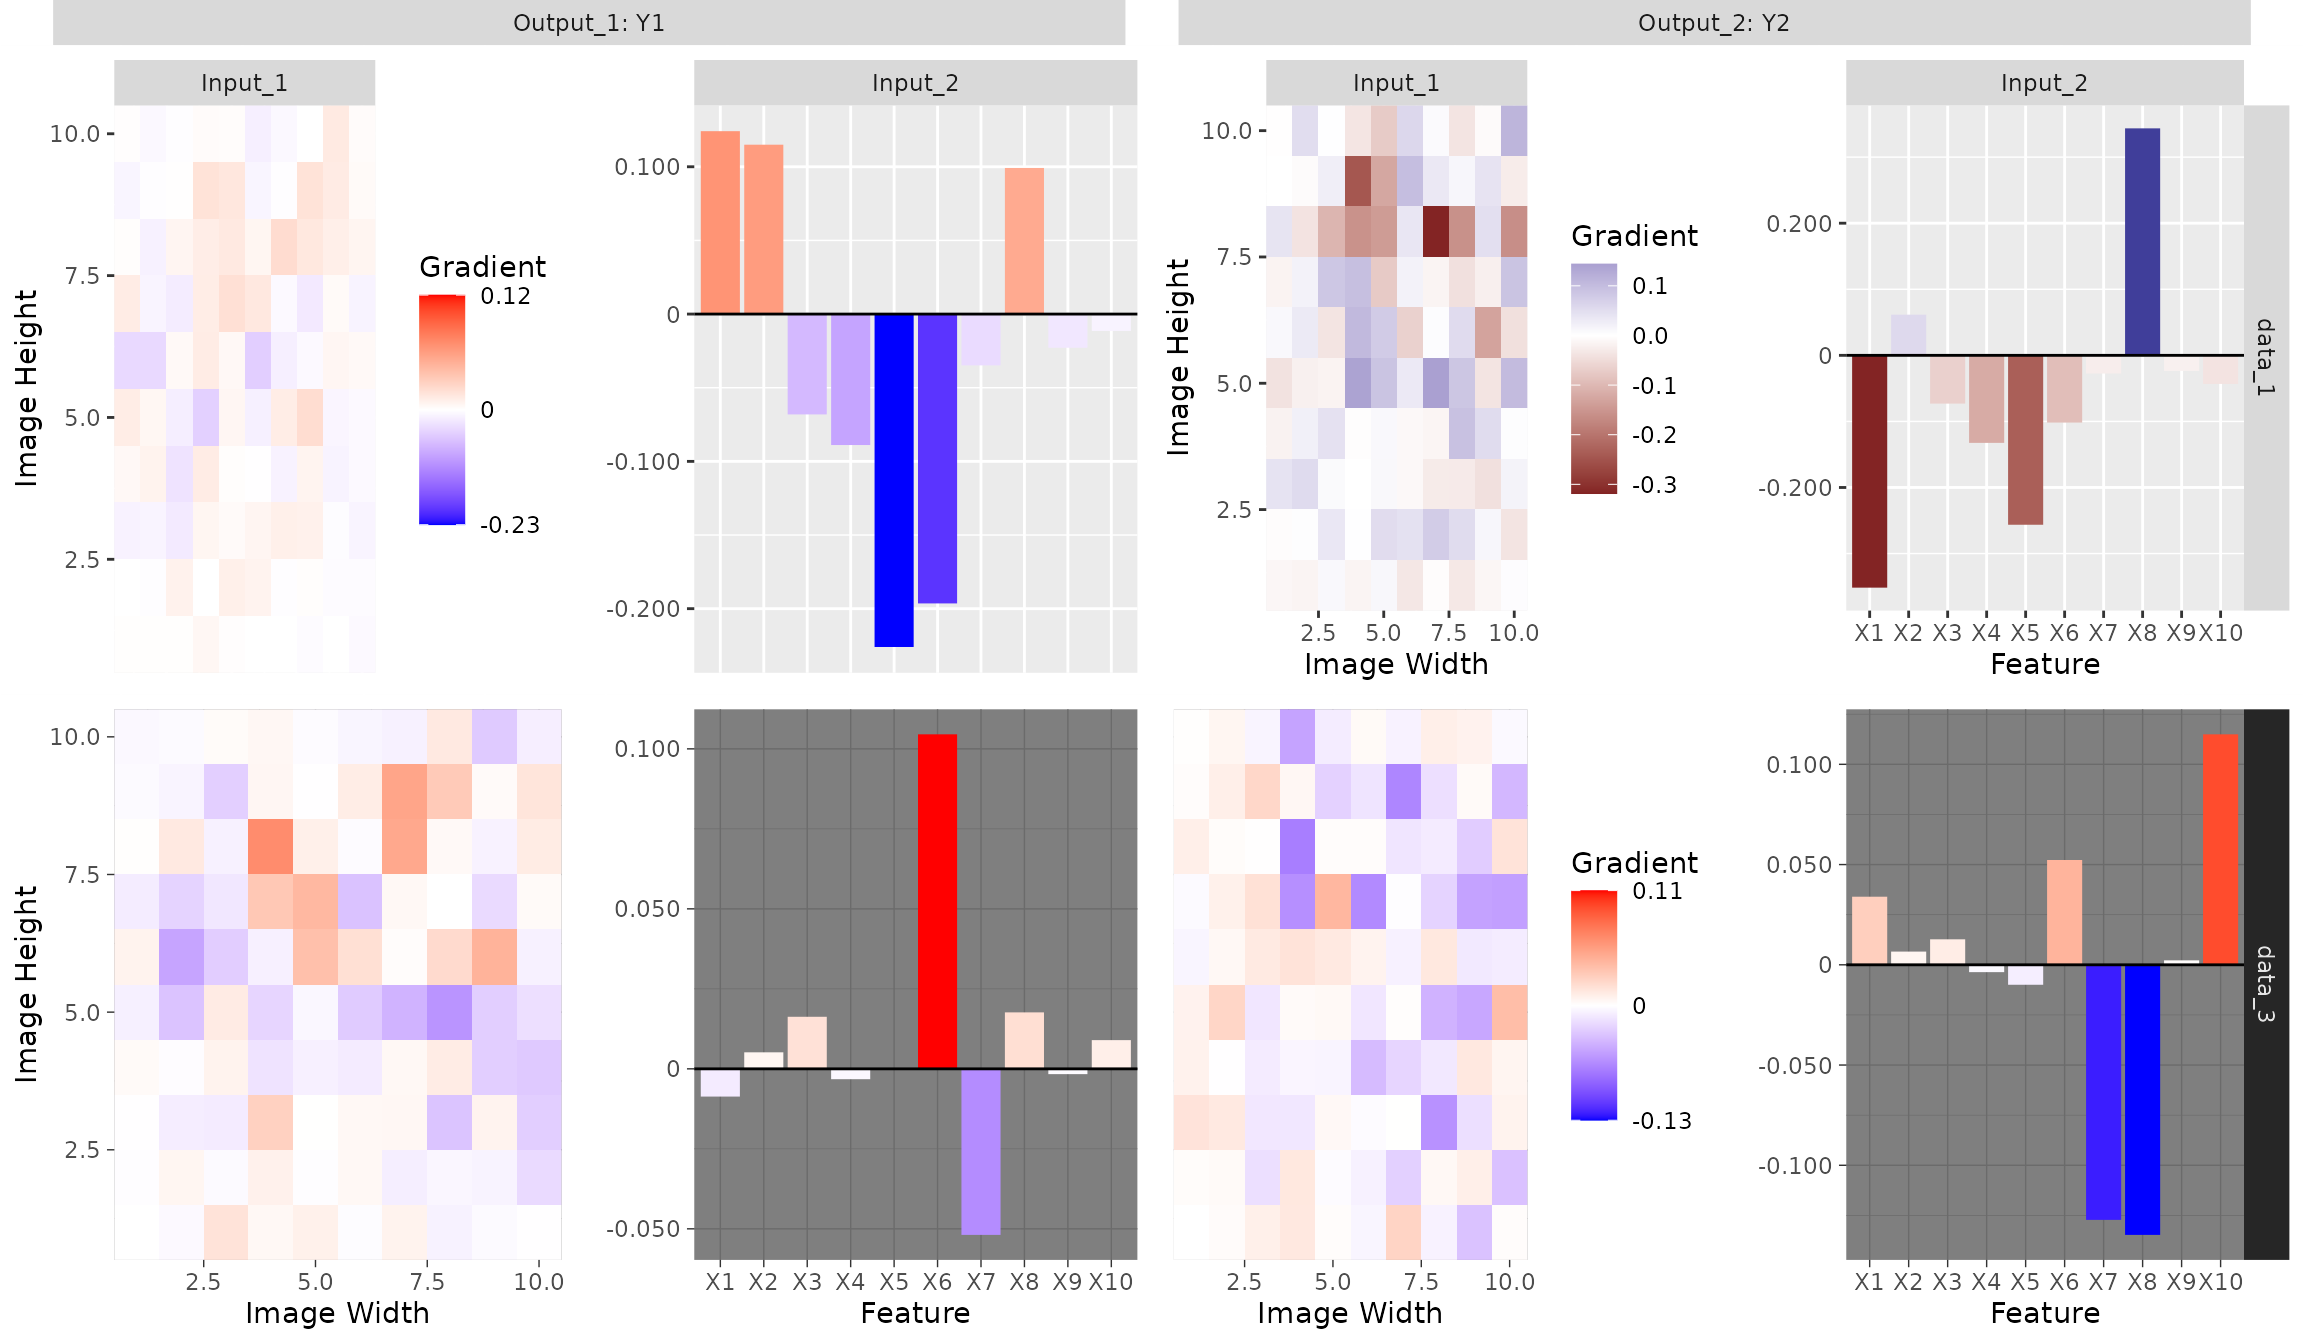 Output_1: Y1
Output_2: Y2
Input_1
Input_2
Input_1
Input_2
Image Height
10.0
7.5
5.0
2.5
Gradient
0.12
0
-0.23
0.100
0
-0.100
-0.200
Image Height
10.0
7.5
5.0
2.5
2.5 5.0 7.5 10.0
Image Width
Gradient
0.1
0.0
-0.1
-0.2
-0.3
0.200
0
-0.200
X1 X2 X3 X4 X5 X6 X7 X8 X9 X10
Feature
data_1
Image Height
10.0
7.5
5.0
2.5
2.5 5.0 7.5 10.0
Image Width
0.100
0.050
0
-0.050
X1 X2 X3 X4 X5 X6 X7 X8 X9 X10
Feature
2.5 5.0 7.5 10.0
Image Width
Gradient
0.11
0
-0.13
0.100
0.050
0
-0.050
-0.100
X1 X2 X3 X4 X5 X6 X7 X8 X9 X10
Feature
data_3